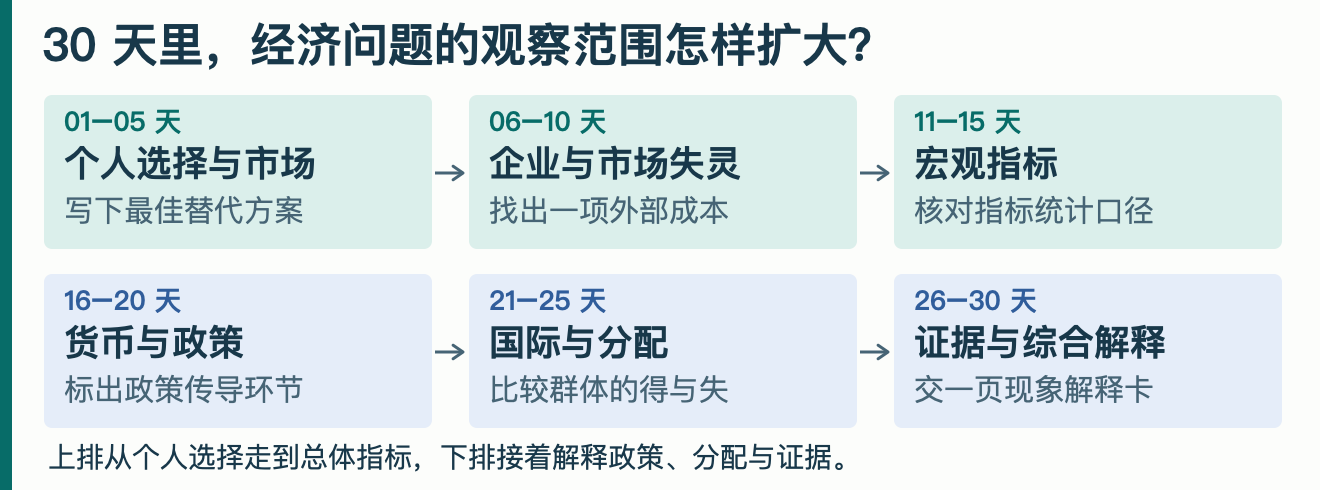 30 天里，经济问题的观察范围怎样扩大？
01—05 天
个人选择与市场
写下最佳替代方案
→
06—10 天
企业与市场失灵
找出一项外部成本
→
11—15 天
宏观指标
核对指标统计口径
16—20 天
货币与政策
标出政策传导环节
→
21—25 天
国际与分配
比较群体的得与失
→
26—30 天
证据与综合解释
交一页现象解释卡
上排从个人选择走到总体指标，下排接着解释政策、分配与证据。